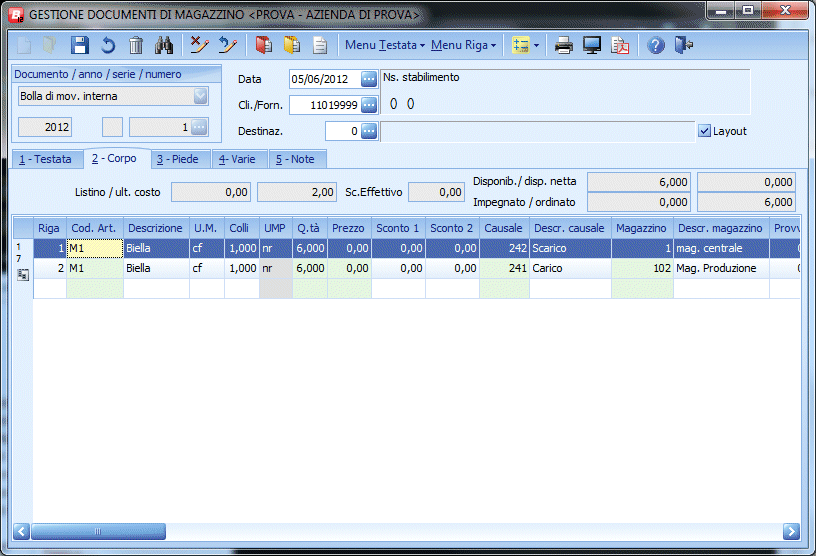 GESTIONE DOCUMENTI DI MAGAZZINO <PROVA - AZIENDA DI PROVA>
Menu Testata Menu Riga
Documento / anno / serie / numero
Bolla di mov. interna
2012 1
Data 05/06/2012 Ns. stabilimento
Cli./Forn. 11019999 0 0
Destinaz. 0 Layout
1 - Testata 2 - Corpo 3 - Piede 4- Varie 5 - Note
Listino / ult. costo 0,00 2,00 Sc.Effettivo 0,00
Disponib./ disp. netta 6,000 0,000
Impegnato / ordinato 0,000 6,000
Riga Cod. Art. Descrizione U.M. Colli UMP Q.tà Prezzo Sconto 1 Sconto 2 Causale Descr. causale Magazzino Descr. magazzino Provv
1 M1 Biella cf 1,000 nr 6,000 0,00 0,00 0,00 242 Scarico 1 mag. centrale
2 M1 Biella cf 1,000 nr 6,000 0,00 0,00 0,00 241 Carico 102 Mag. Produzione
1
7